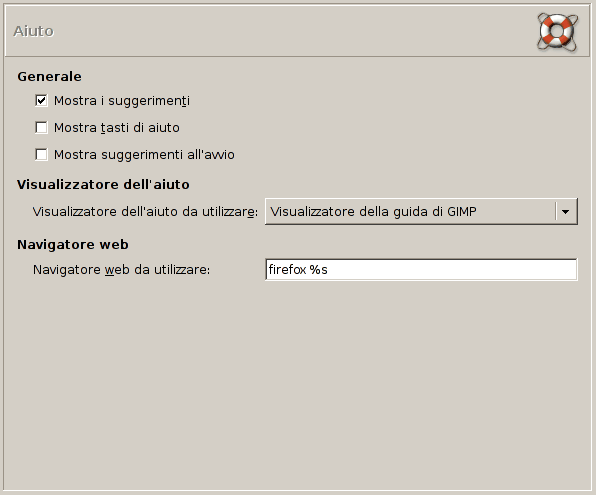 Aiuto
Generale
Mostra i suggerimenti
Mostra tasti di aiuto
Mostra suggerimenti all'avvio
Visualizzatore dell'aiuto
Visualizzatore dell'aiuto da utilizzare: Visualizzatore della guida di GIMP
Navigatore web
Navigatore web da utilizzare: firefox %s